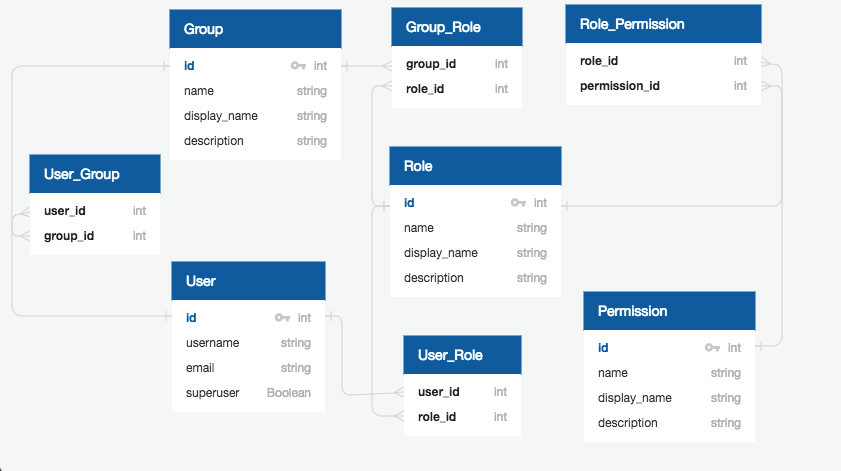 Group
id int
name string
display_name string
description string
Group_Role
group_id int
role_id int
Role_Permission
role_id int
permission_id int
User_Group
user_id int
group_id int
Role
id int
name string
display_name string
description string
User
id int
username string
email string
superuser Boolean
User_Role
user_id int
role_id int
Permission
id int
name string
display_name string
description string